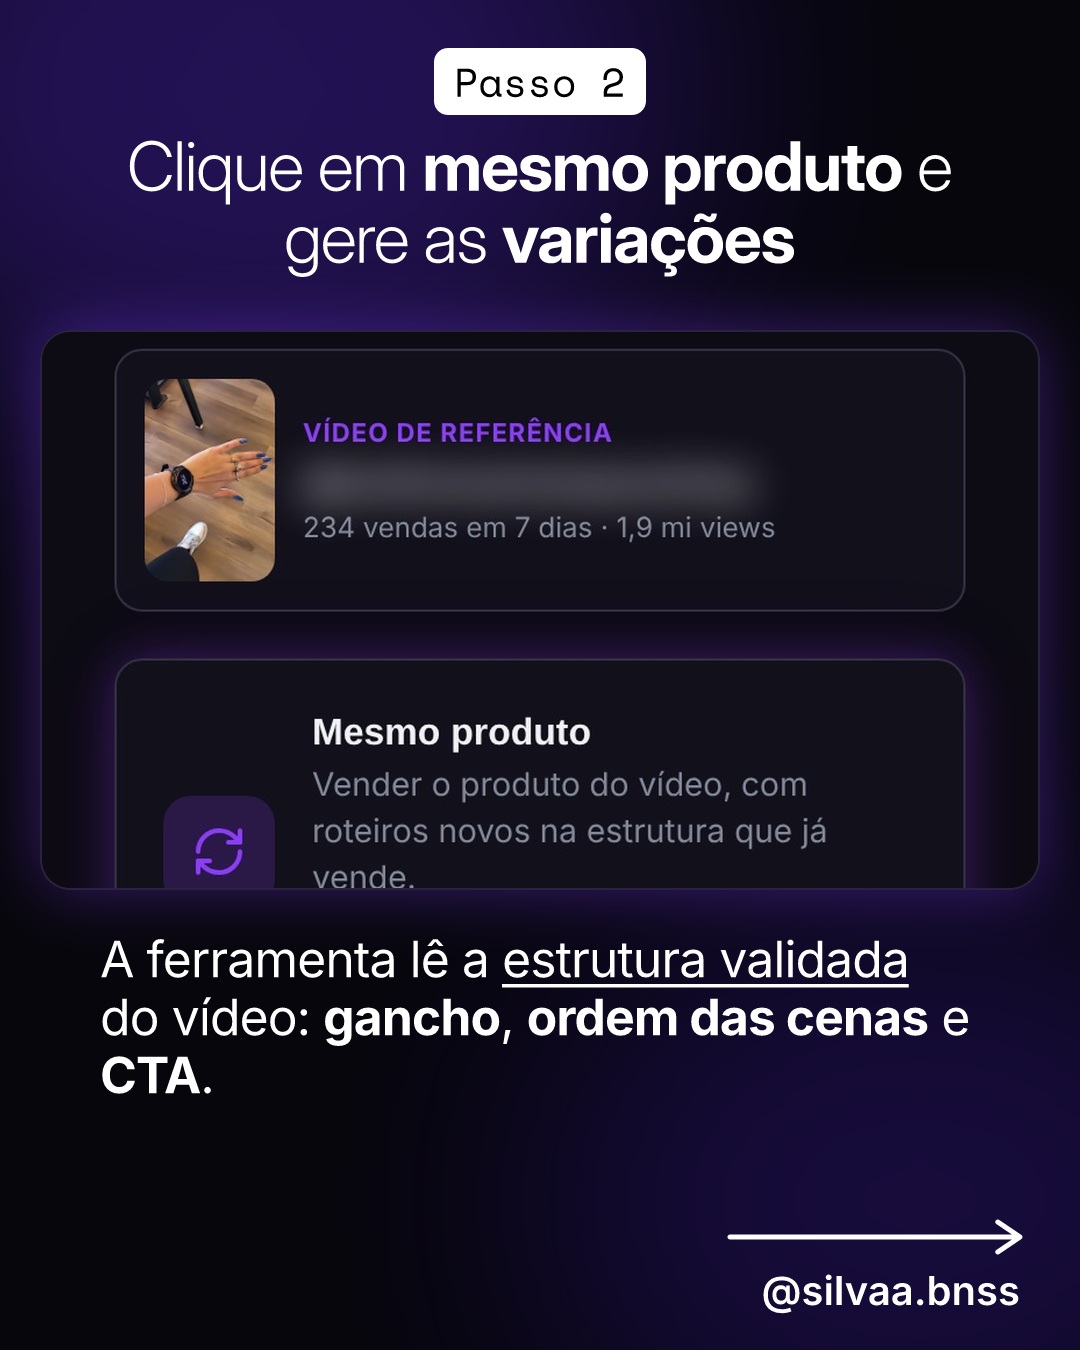 Passo 2
Clique em mesmo produto e
gere as variações
VÍDEO DE REFERÊNCIA
234 vendas em 7 dias · 1,9 mi views
Mesmo produto
Vender o produto do vídeo, com
roteiros novos na estrutura que já
vende.
A ferramenta lê a estrutura validada
do vídeo: gancho, ordem das cenas e
CTA.
@silvaa.bnss